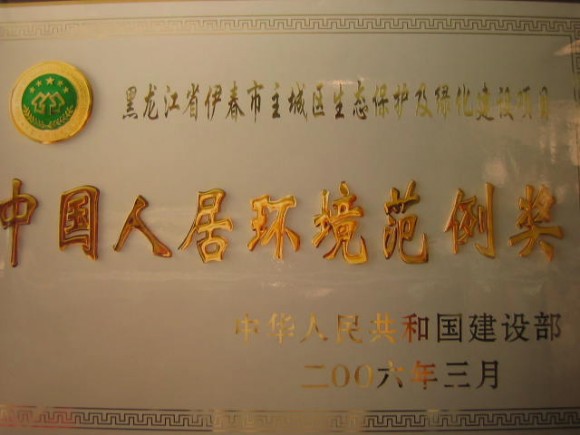 黑龙江省伊春市主城区生态保护及绿化建设项目
中国人居环境范例奖
中华人民共和国建设部
二〇〇六年三月